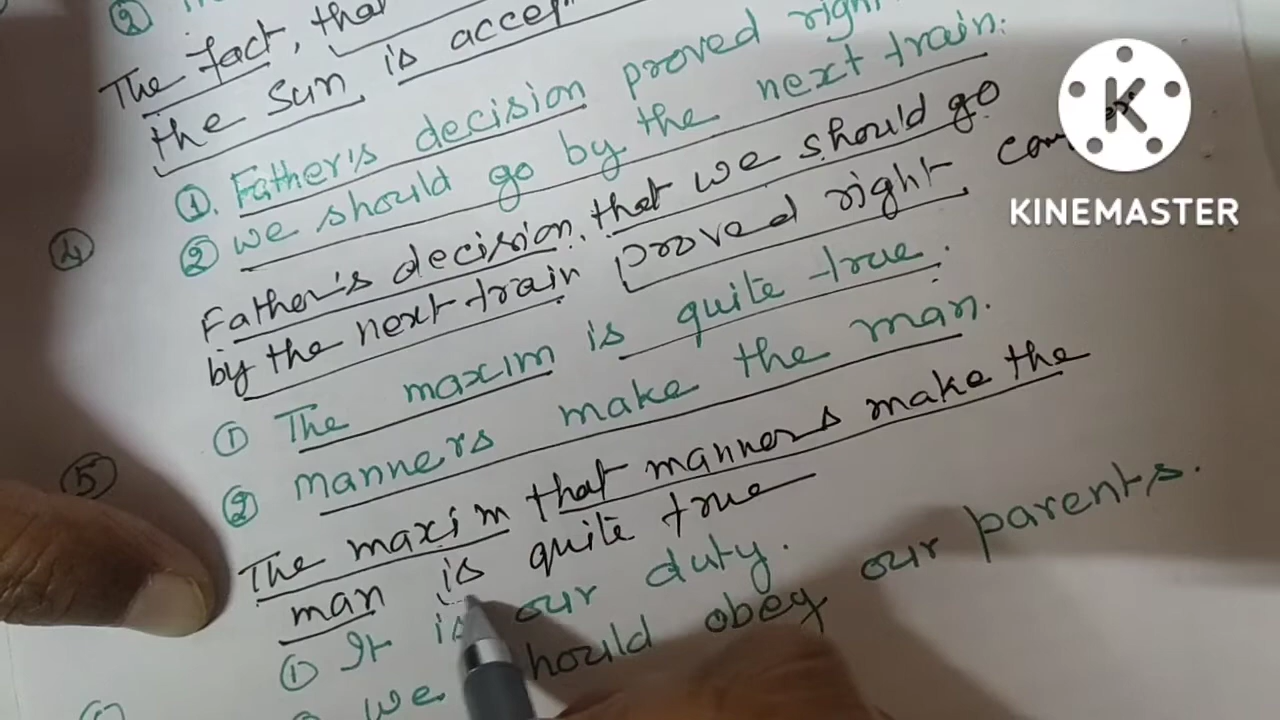 ②
The fact, that
the Sun is accep
① Father's decision proved right
② we should go by the next train.
④ Father's decision, that we should go
by the next train proved right
① The maxim is quite true.
② manners make the man.
⑤ The maxim that manners make the
man is quite true
① It is our duty.
we should obey our parents.
K
KINEMASTER